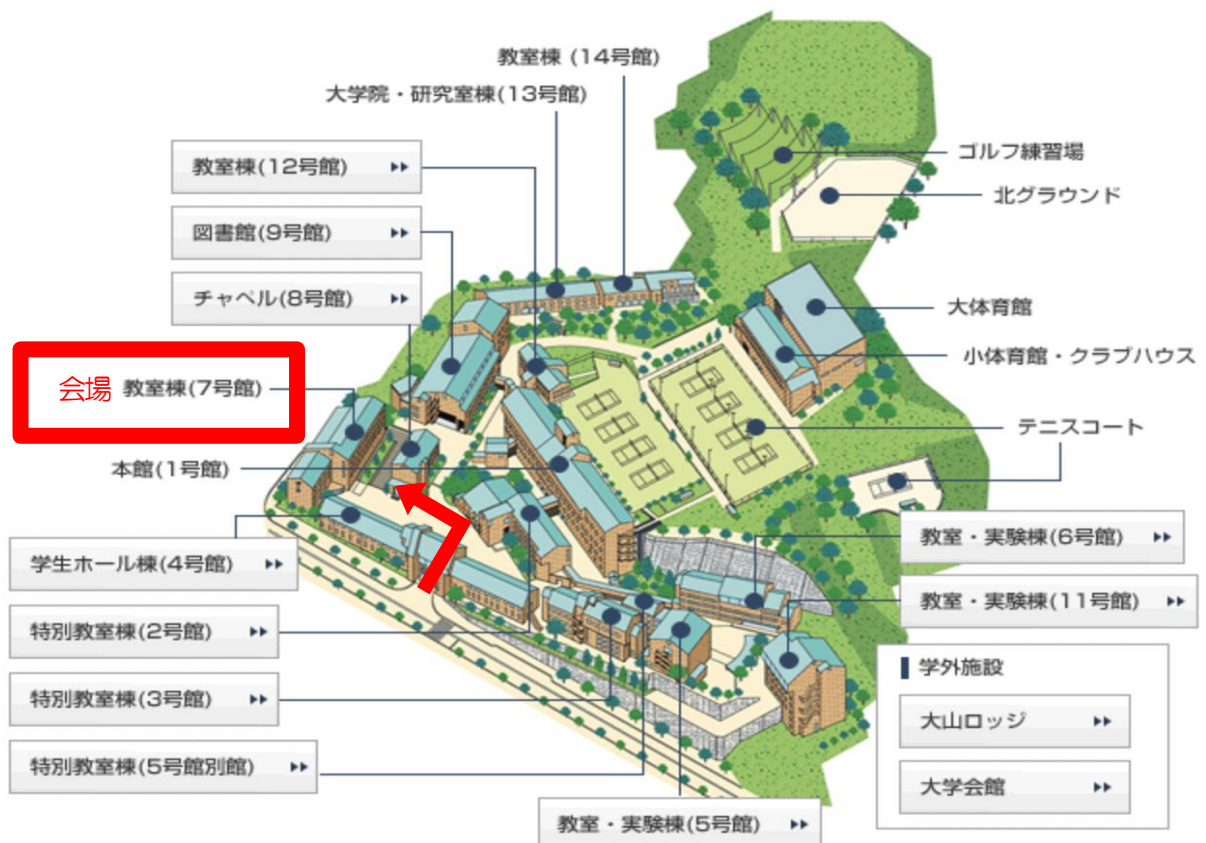 教室棟 (14号館)
大学院・研究室棟(13号館)
教室棟(12号館)
図書館(9号館)
チャペル(8号館)
会場 教室棟(7号館)
本館(1号館)
学生ホール棟(4号館)
特別教室棟(2号館)
特別教室棟(3号館)
特別教室棟(5号館別館)
教室・実験棟(5号館)
ゴルフ練習場
北グラウンド
大体育館
小体育館・クラブハウス
テニスコート
教室・実験棟(6号館)
教室・実験棟(11号館)
学外施設
大山ロッジ
大学会館